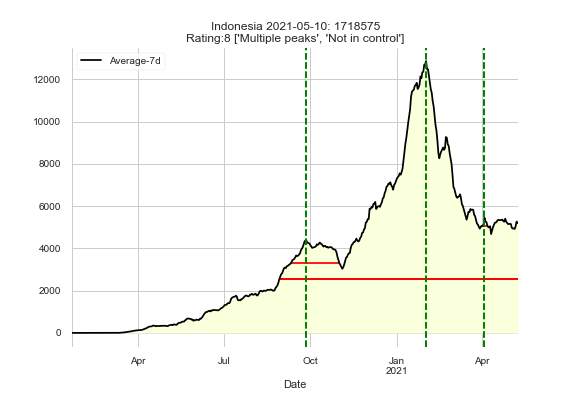 Indonesia 2021-05-10: 1718575
Rating:8 ['Multiple peaks', 'Not in control']
Average-7d
12000
10000
8000
6000
4000
2000
0
Apr
Jul
Oct
Jan
2021
Apr
Date